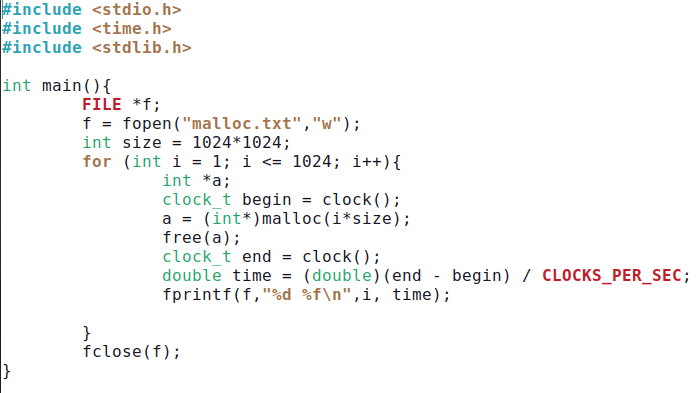 #include <stdio.h>
#include <time.h>
#include <stdlib.h>

int main(){
        FILE *f;
        f = fopen("malloc.txt","w");
        int size = 1024*1024;
        for (int i = 1; i <= 1024; i++){
                int *a;
                clock_t begin = clock();
                a = (int*)malloc(i*size);
                free(a);
                clock_t end = clock();
                double time = (double)(end - begin) / CLOCKS_PER_SEC;
                fprintf(f,"%d %f\n",i, time);

        }
        fclose(f);
}